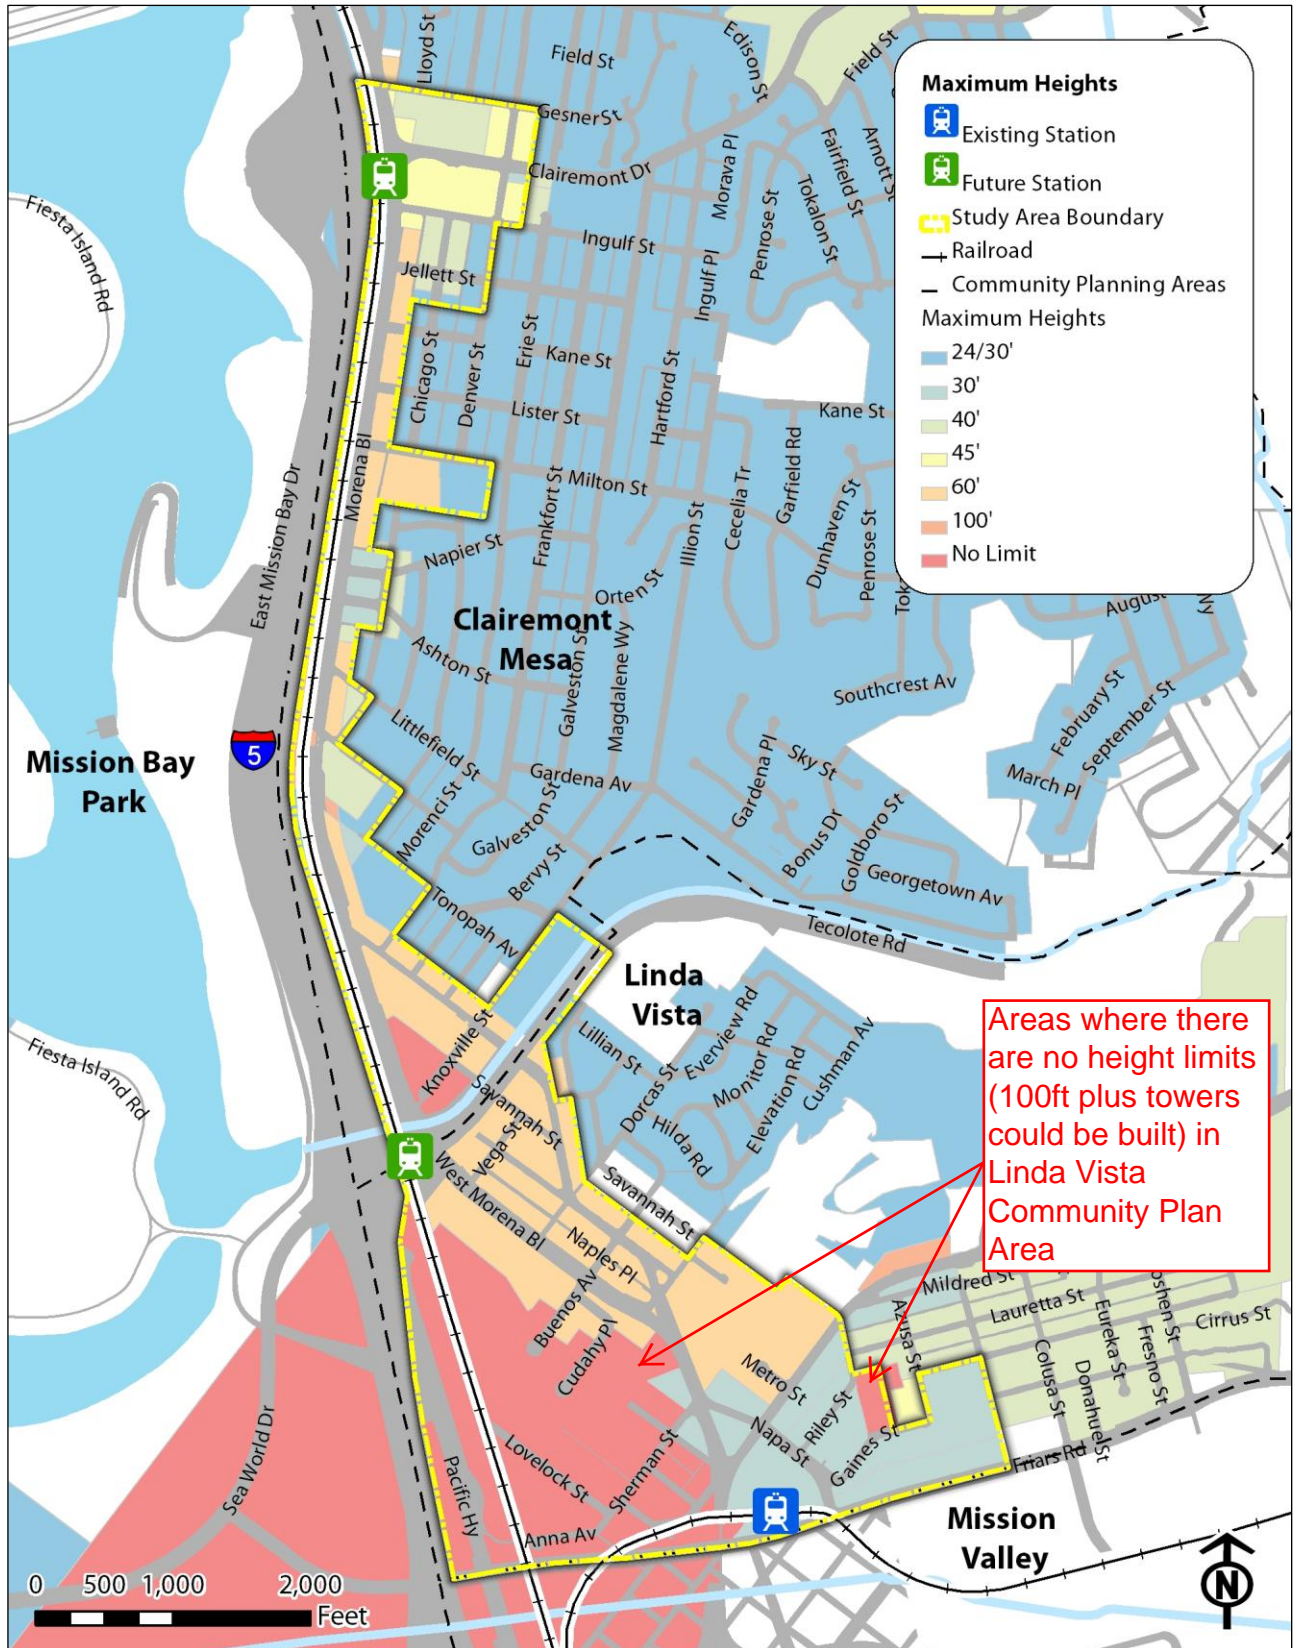 Lloyd St
Field St
Edison St
Field St
Gesner St
Clairemont Dr
Morava Pl
Fairfield St
Arnott St
Tokalon St
Penrose St
Ingulf St
Ingulf Pl
Jellett St
Fiesta Island Rd
Maximum Heights
Existing Station
Future Station
Study Area Boundary
Railroad
Community Planning Areas
Maximum Heights
24/30'
30'
40'
45'
60'
100'
No Limit
Chicago St
Denver St
Erie St
Kane St
Hartford St
Lister St
Kane St
Garfield Rd
Cecelia Tr
Morena Bl
East Mission Bay Dr
Milton St
Frankfort St
Illion St
Dunhaven St
Penrose St
Tok
Napier St
Orten St
August
Wy
Clairemont
Mesa
Ashton St
Galveston St
Magdalene Wy
Southcrest Av
February St
September St
March Pl
Littlefield St
Gardena Av
Gardena Pl
Sky St
Bonus Dr
Goldboro St
Georgetown Av
5
Mission Bay
Park
Morenci St
Galveston St
Bervy St
Tonopah Av
Tecolote Rd
Linda
Vista
Fiesta Island Rd
Knoxville St
Savannah St
Vega St
West Morena Bl
Lillian St
Dorcas St
Everview Rd
Monitor Rd
Elevation Rd
Cushman Av
Hilda Rd
Savannah St
Areas where there
are no height limits
(100ft plus towers
could be built) in
Linda Vista
Community Plan
Area
Naples Pl
Buenos Av
Cudahy Pl
Metro St
Mildred St
Azusa St
Lauretta St
Eureka St
oshen St
Fresno St
Cirrus St
Colusa St
Donahue St
Riley St
Napa St
Gaines St
Friars Rd
Sea World Dr
Pacific Hy
Lovelock St
Sherman St
Anna Av
Mission
Valley
0 500 1,000 2,000
Feet
N